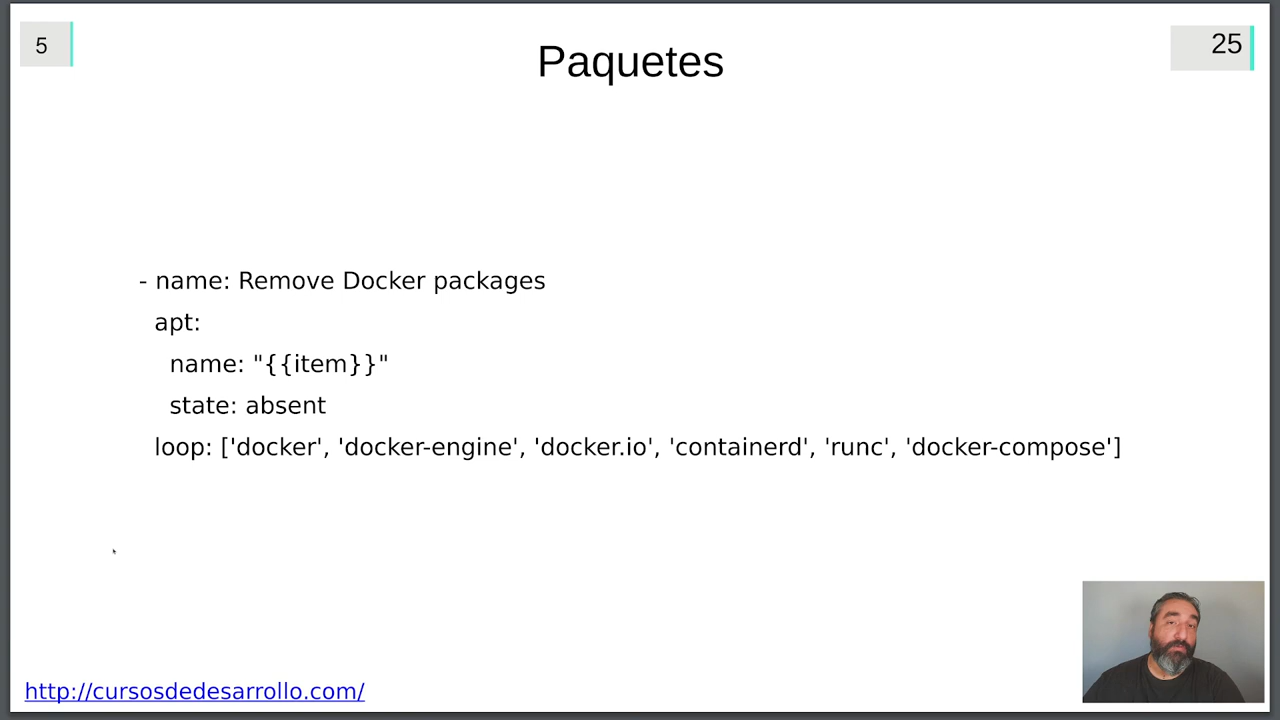 5
Paquetes
25
- name: Remove Docker packages
apt:
name: "{{item}}"
state: absent
loop: ['docker', 'docker-engine', 'docker.io', 'containerd', 'runc', 'docker-compose']
http://cursosdedesarrollo.com/